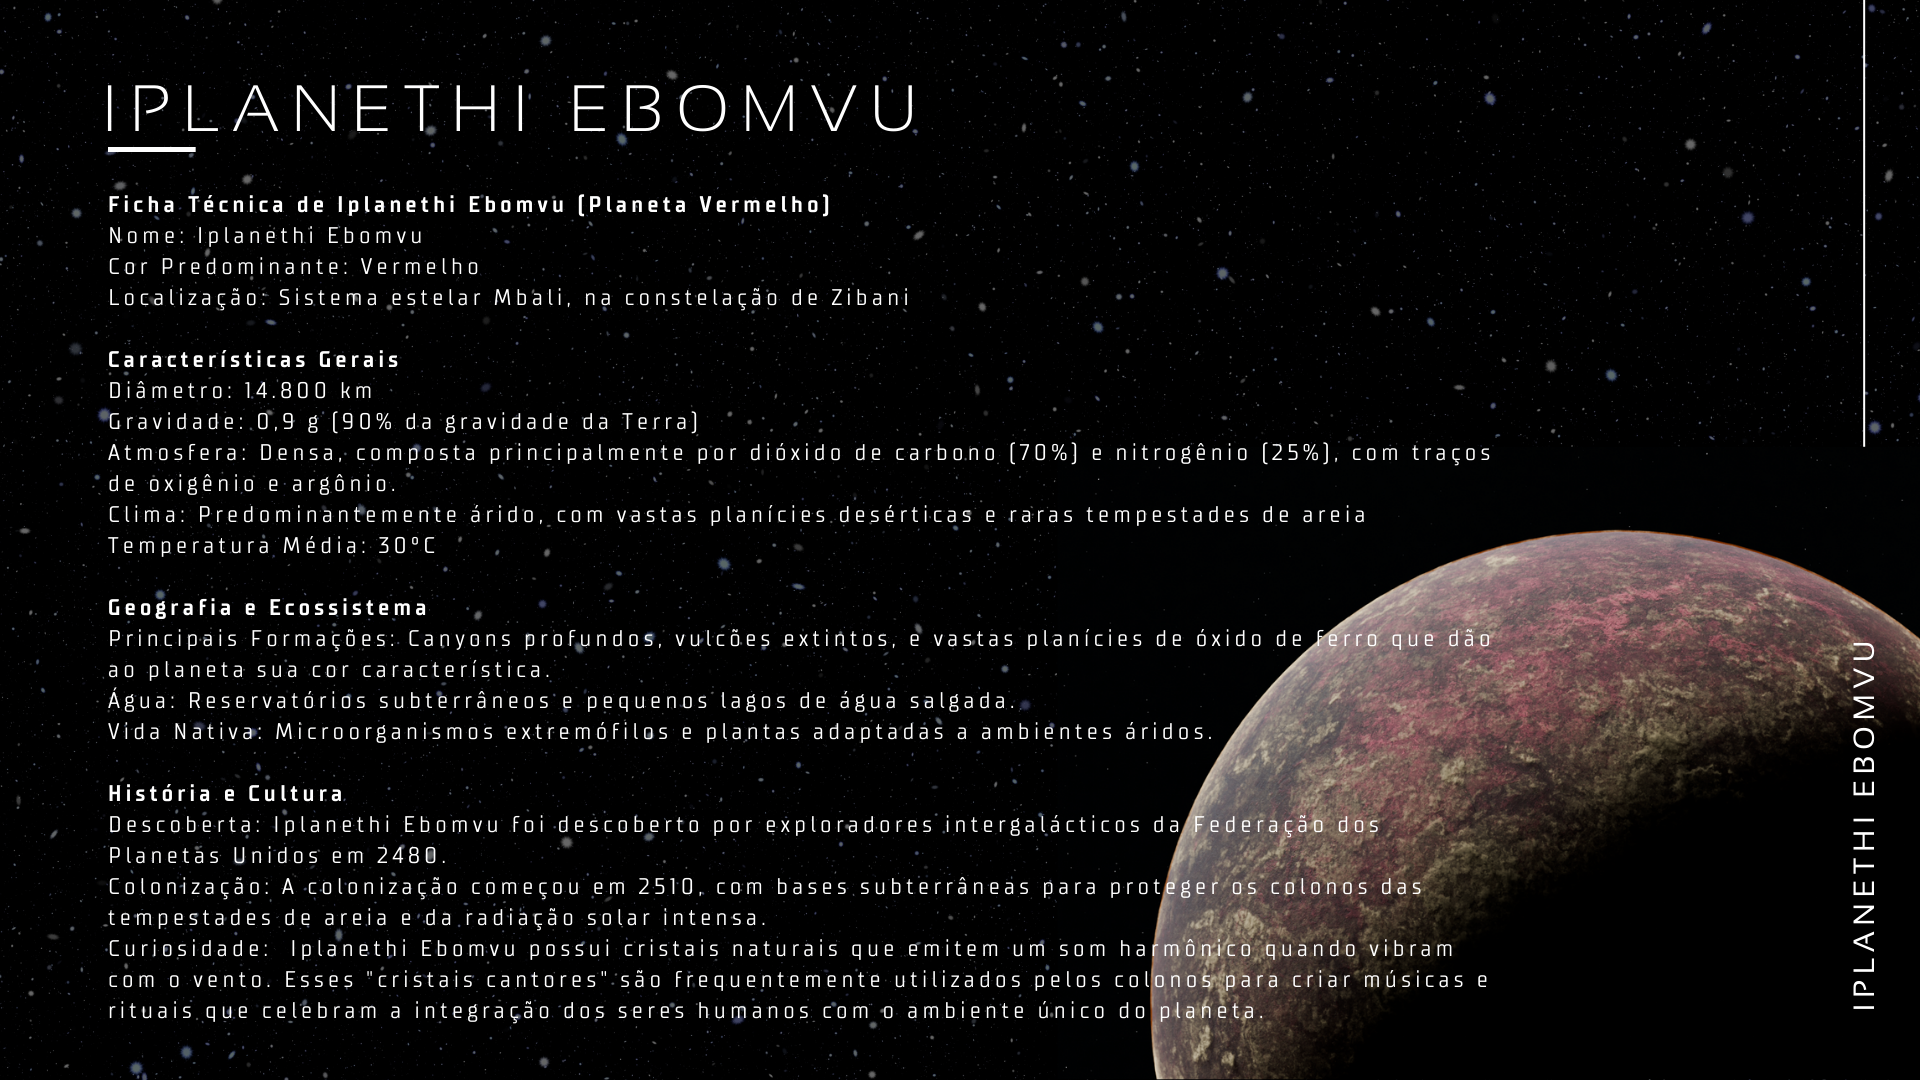 IPLANETHI EBOMVU
Ficha Técnica de Iplanethi Ebomvu (Planeta Vermelho)
Nome: Iplanethi Ebomvu
Cor Predominante: Vermelho
Localização: Sistema estelar Mbali, na constelação de Zibani
Características Gerais
Diâmetro: 14.800 km
Gravidade: 0,9 g (90% da gravidade da Terra)
Atmosfera: Densa, composta principalmente por dióxido de carbono (70%) e nitrogênio (25%), com traços
de oxigênio e argônio.
Clima: Predominantemente árido, com vastas planícies desérticas e raras tempestades de areia
Temperatura Média: 30°C
Geografia e Ecossistema
Principais Formações: Canyons profundos, vulcões extintos, e vastas planícies de óxido de ferro que dão
ao planeta sua cor característica.
Água: Reservatórios subterrâneos e pequenos lagos de água salgada.
Vida Nativa: Microorganismos extremófilos e plantas adaptadas a ambientes áridos.
História e Cultura
Descoberta: Iplanethi Ebomvu foi descoberto por exploradores intergalácticos da Federação dos
Planetas Unidos em 2480.
Colonização: A colonização começou em 2510, com bases subterrâneas para proteger os colonos das
tempestades de areia e da radiação solar intensa.
Curiosidade:  Iplanethi Ebomvu possui cristais naturais que emitem um som harmônico quando vibram
com o vento. Esses "cristais cantores" são frequentemente utilizados pelos colonos para criar músicas e
rituais que celebram a integração dos seres humanos com o ambiente único do planeta.
IPLANETHI EBOMVU